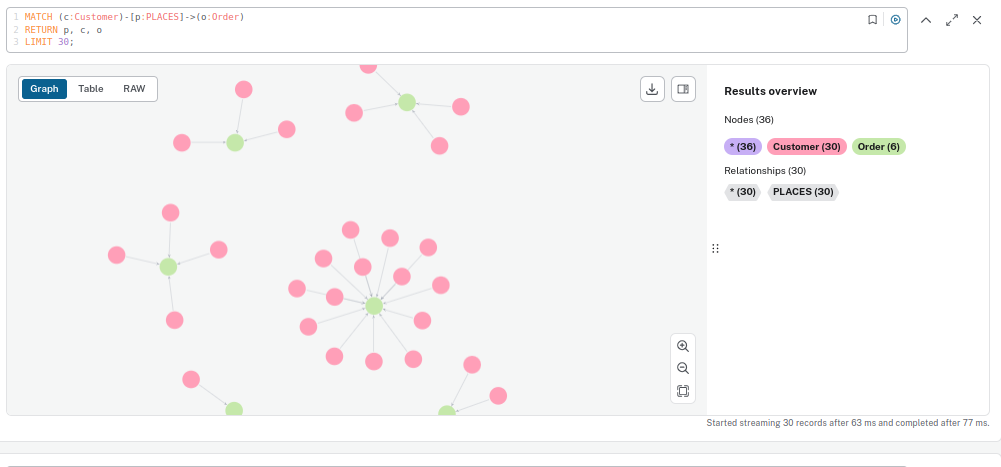 1 MATCH (c:Customer)-[p:PLACES]->(o:Order)
2 RETURN p, c, o
3 LIMIT 30;
Graph Table RAW
Results overview
Nodes (36)
* (36) Customer (30) Order (6)
Relationships (30)
* (30) PLACES (30)
Started streaming 30 records after 63 ms and completed after 77 ms.